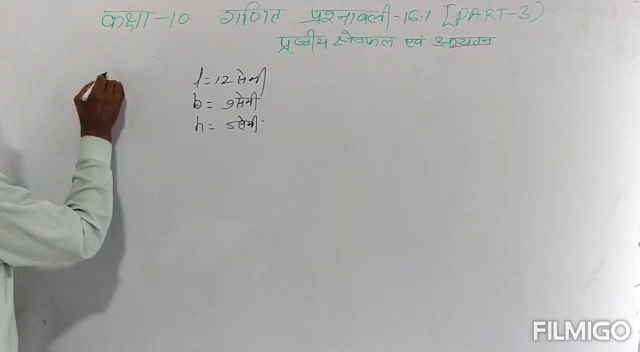 कक्षा-10 गणित प्रश्नावली-16.1 [PART-3)
पृष्ठीय क्षेत्रफल एवं आयतन
l = 12 सेमी
b = 9 सेमी
h = 5 सेमी
FILMIGO